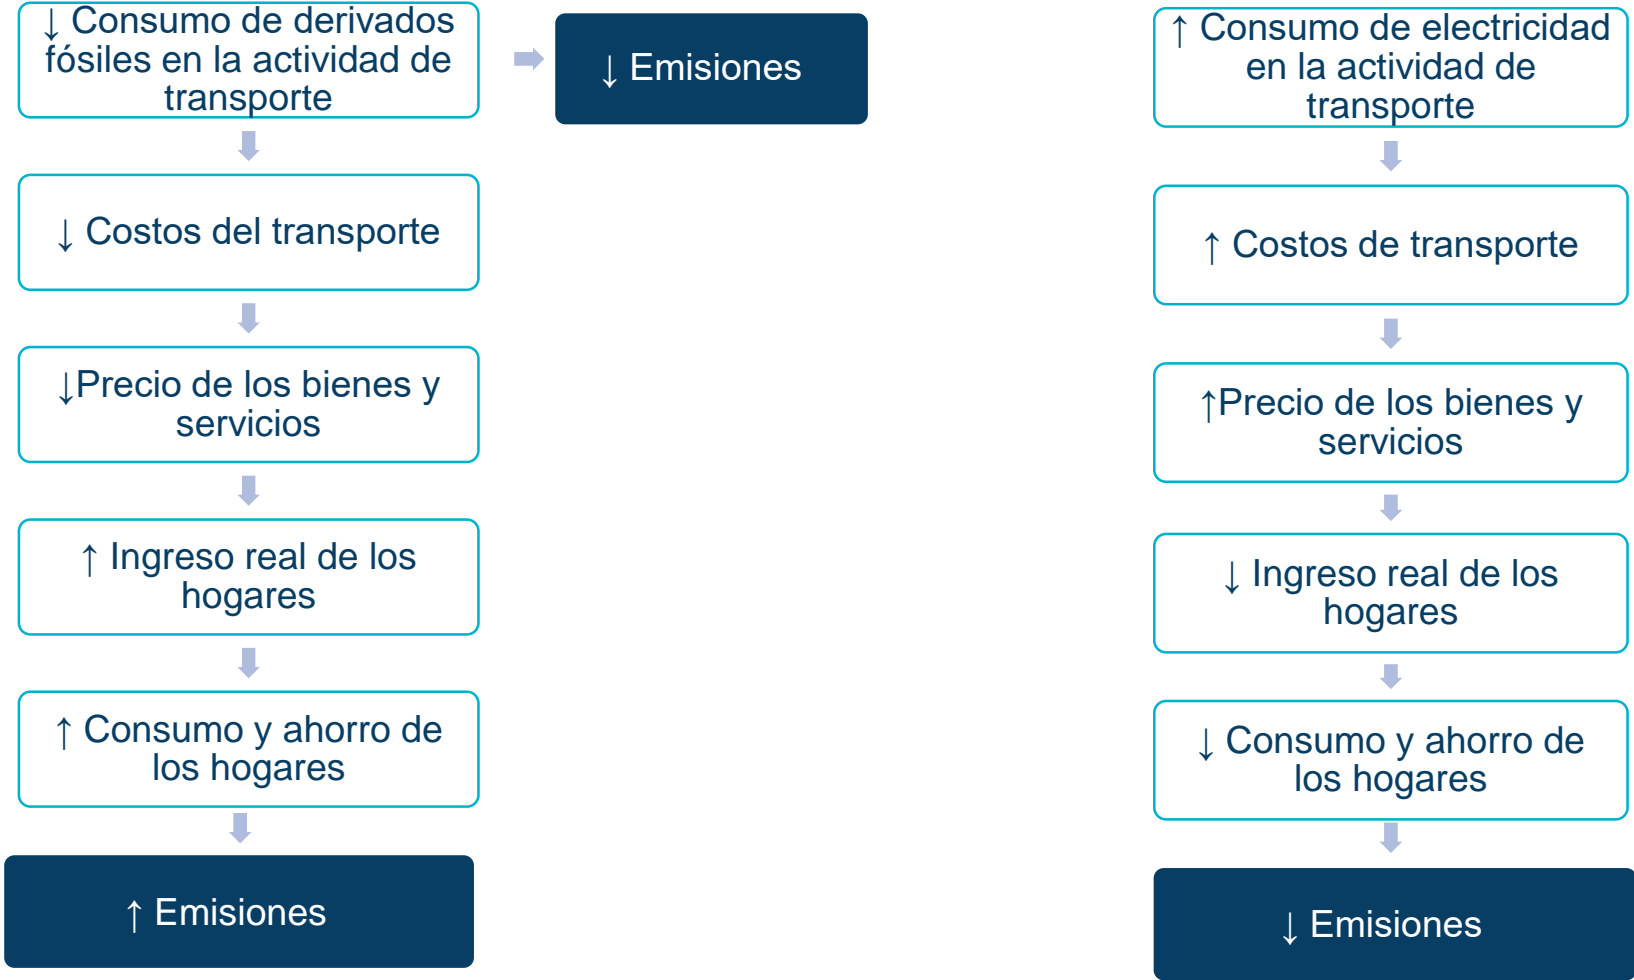 ↓ Consumo de derivados
fósiles en la actividad de
transporte
↓ Emisiones
↓ Costos del transporte
↓Precio de los bienes y
servicios
↑ Ingreso real de los
hogares
↑ Consumo y ahorro de
los hogares
↑ Emisiones
↑ Consumo de electricidad
en la actividad de
transporte
↑ Costos de transporte
↑Precio de los bienes y
servicios
↓ Ingreso real de los
hogares
↓ Consumo y ahorro de
los hogares
↓ Emisiones